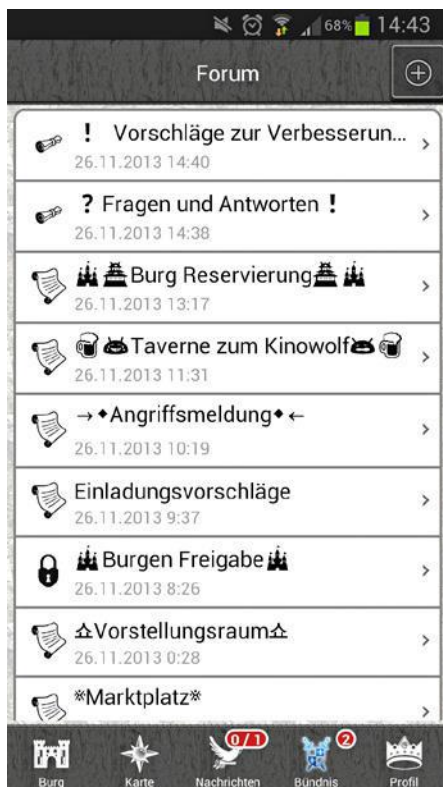 68% 14:43
Forum
! Vorschläge zur Verbesserun...
26.11.2013 14:40
? Fragen und Antworten !
26.11.2013 14:38
Burg Reservierung
26.11.2013 13:17
Taverne zum Kinowolf
26.11.2013 11:31
→◆Angriffsmeldung◆←
26.11.2013 10:19
Einladungsvorschläge
26.11.2013 9:37
Burgen Freigabe
26.11.2013 8:26
Vorstellungsraum
26.11.2013 0:28
※Marktplatz※
0/1 2
Burg Karte Nachrichten Bündnis Profil